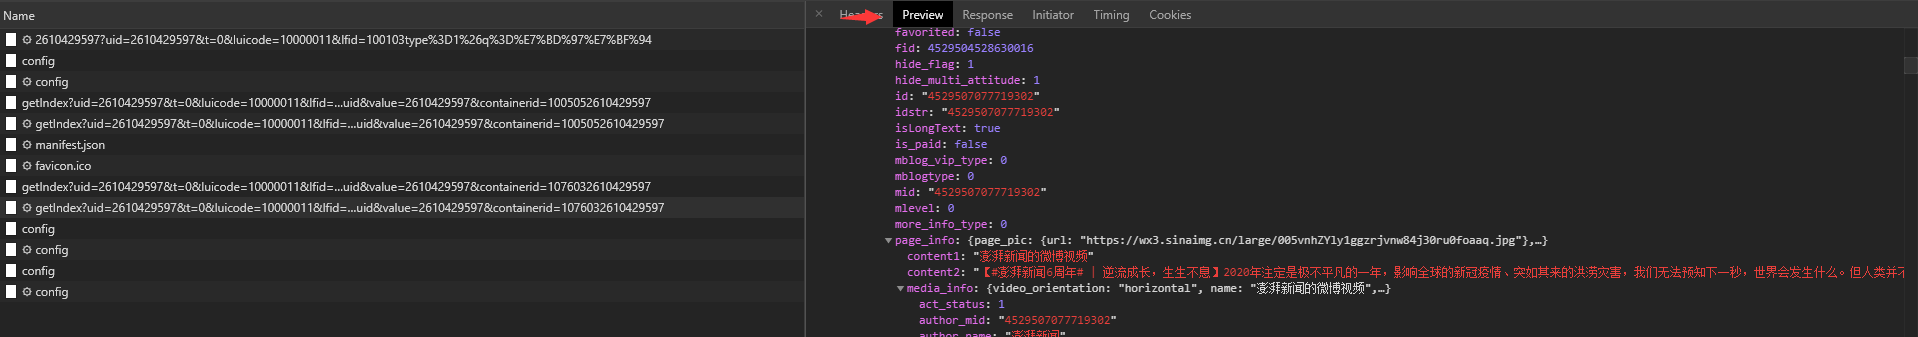 Name
2610429597?uid=2610429597&t=0&luicode=10000011&lfid=100103type%3D1%26q%3D%E7%BD%97%E7%BF%94
config
config
getIndex?uid=2610429597&t=0&luicode=10000011&lfid=...uid&value=2610429597&containerid=1005052610429597
getIndex?uid=2610429597&t=0&luicode=10000011&lfid=...uid&value=2610429597&containerid=1005052610429597
manifest.json
favicon.ico
getIndex?uid=2610429597&t=0&luicode=10000011&lfid=...uid&value=2610429597&containerid=1076032610429597
getIndex?uid=2610429597&t=0&luicode=10000011&lfid=...uid&value=2610429597&containerid=1076032610429597
config
config
config
config
× Headers Preview Response Initiator Timing Cookies
favorited: false
fid: 4529504528630016
hide_flag: 1
hide_multi_attitude: 1
id: "4529507077719302"
idstr: "4529507077719302"
isLongText: true
is_paid: false
mblog_vip_type: 0
mblogtype: 0
mid: "4529507077719302"
mlevel: 0
more_info_type: 0
page_info: {page_pic: {url: "https://wx3.sinaimg.cn/large/005vnhZYly1ggzrjvnw84j30ru0foaaq.jpg"},…}
content1: "澎湃新闻的微博视频"
content2: "【#澎湃新闻6周年# | 逆流成长，生生不息】2020年注定是极不平凡的一年，影响全球的新冠疫情、突如其来的洪涝灾害，我们无法预知下一秒，世界会发生什么。但人类并不
media_info: {video_orientation: "horizontal", name: "澎湃新闻的微博视频",…}
act_status: 1
author_mid: "4529507077719302"
author_name: "澎湃新闻"